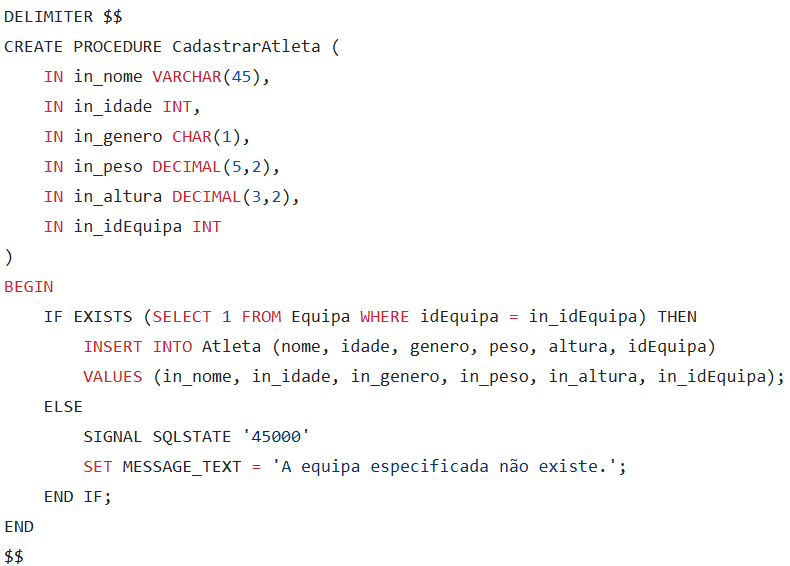 DELIMITER $$
CREATE PROCEDURE CadastrarAtleta (
    IN in_nome VARCHAR(45),
    IN in_idade INT,
    IN in_genero CHAR(1),
    IN in_peso DECIMAL(5,2),
    IN in_altura DECIMAL(3,2),
    IN in_idEquipa INT
)
BEGIN
    IF EXISTS (SELECT 1 FROM Equipa WHERE idEquipa = in_idEquipa) THEN
        INSERT INTO Atleta (nome, idade, genero, peso, altura, idEquipa)
        VALUES (in_nome, in_idade, in_genero, in_peso, in_altura, in_idEquipa);
    ELSE
        SIGNAL SQLSTATE '45000'
        SET MESSAGE_TEXT = 'A equipa especificada não existe.';
    END IF;
END
$$